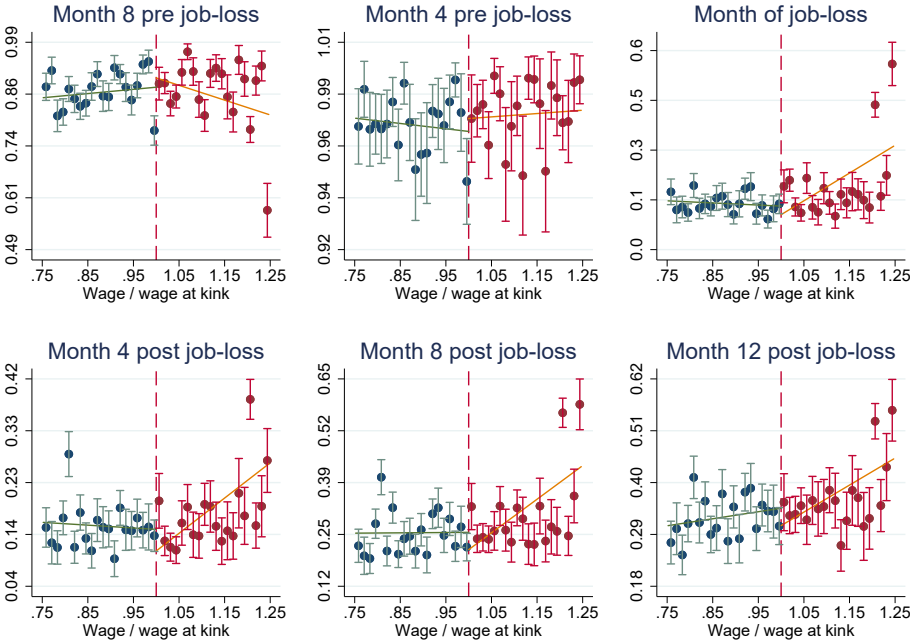 Month 8 pre job-loss
0.99
0.86
0.74
0.61
0.49
.75 .85 .95 1.05 1.15 1.25
Wage / wage at kink
Month 4 pre job-loss
1.01
0.99
0.96
0.94
0.92
.75 .85 .95 1.05 1.15 1.25
Wage / wage at kink
Month of job-loss
0.6
0.5
0.3
0.1
0.0
.75 .85 .95 1.05 1.15 1.25
Wage / wage at kink
Month 4 post job-loss
0.42
0.33
0.23
0.14
0.04
.75 .85 .95 1.05 1.15 1.25
Wage / wage at kink
Month 8 post job-loss
0.65
0.52
0.39
0.25
0.12
.75 .85 .95 1.05 1.15 1.25
Wage / wage at kink
Month 12 post job-loss
0.62
0.51
0.40
0.29
0.18
.75 .85 .95 1.05 1.15 1.25
Wage / wage at kink